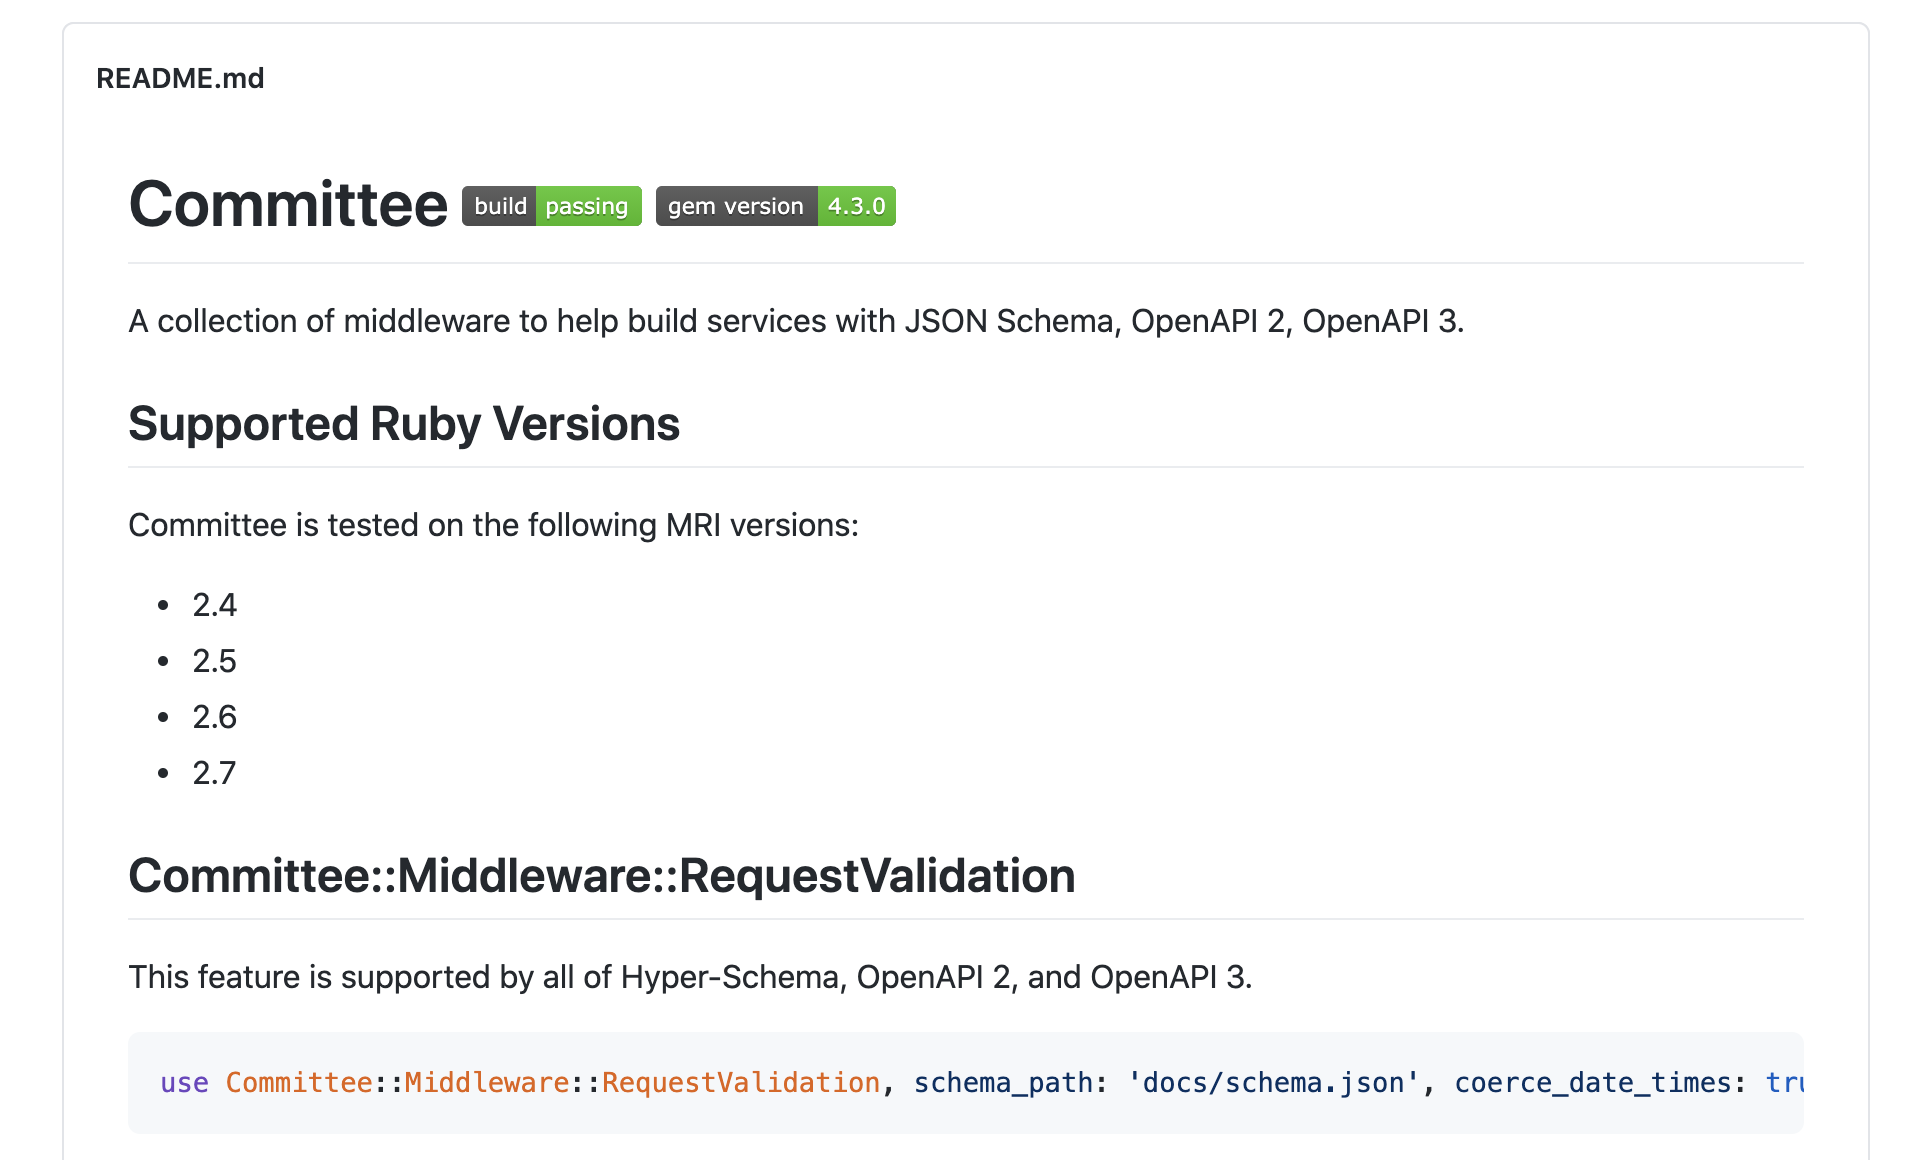 README.md
Committee build passing gem version 4.3.0
A collection of middleware to help build services with JSON Schema, OpenAPI 2, OpenAPI 3.
Supported Ruby Versions
Committee is tested on the following MRI versions:
• 2.4
• 2.5
• 2.6
• 2.7
Committee::Middleware::RequestValidation
This feature is supported by all of Hyper-Schema, OpenAPI 2, and OpenAPI 3.
use Committee::Middleware::RequestValidation, schema_path: 'docs/schema.json', coerce_date_times: tru